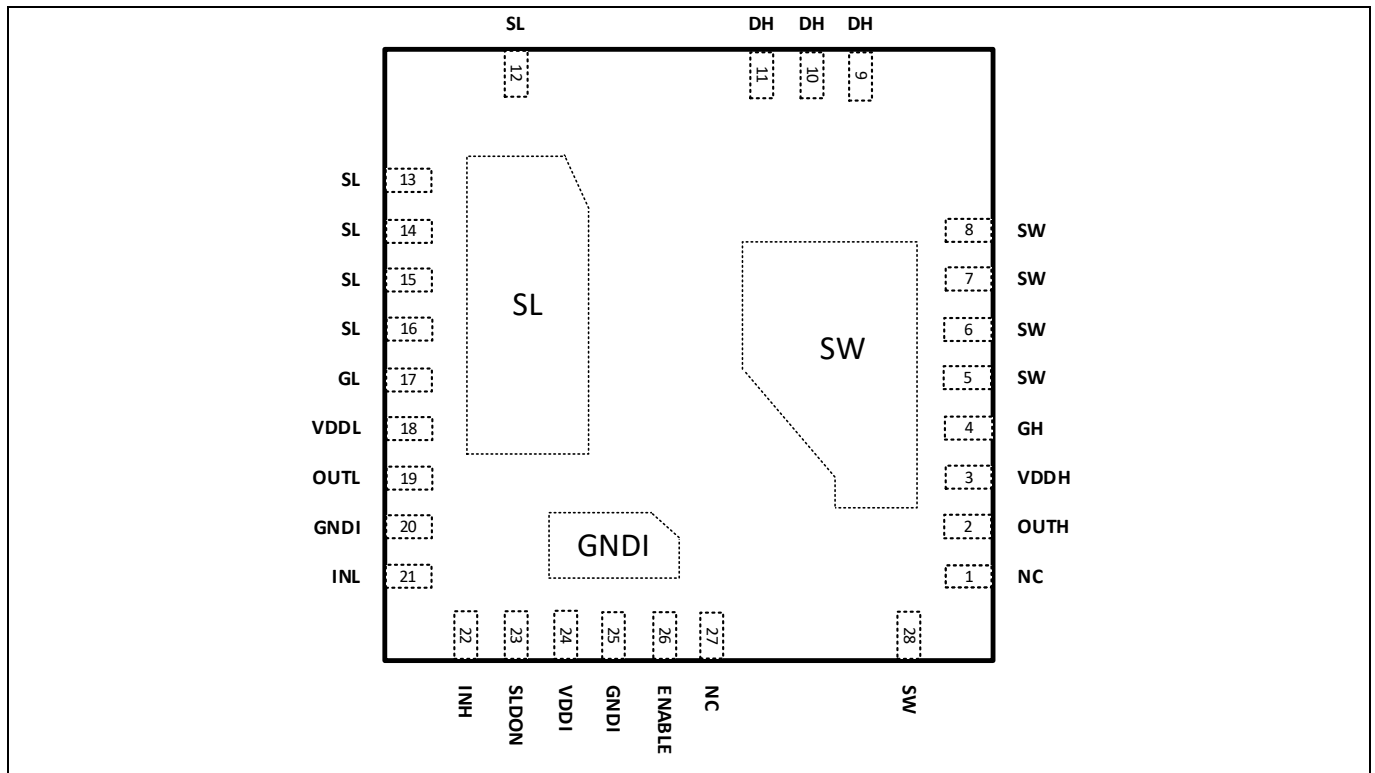 SL
DH DH DH
12
11 10 9
SL 13
SL 14
SL 15
SL 16
GL 17
VDDL 18
OUTL 19
GNDI 20
INL 21
SL
SW
GNDI
8 SW
7 SW
6 SW
5 SW
4 GH
3 VDDH
2 OUTH
1 NC
22 23 24 25 26 27 28
INH
SLDON
VDDI
GNDI
ENABLE
NC
SW